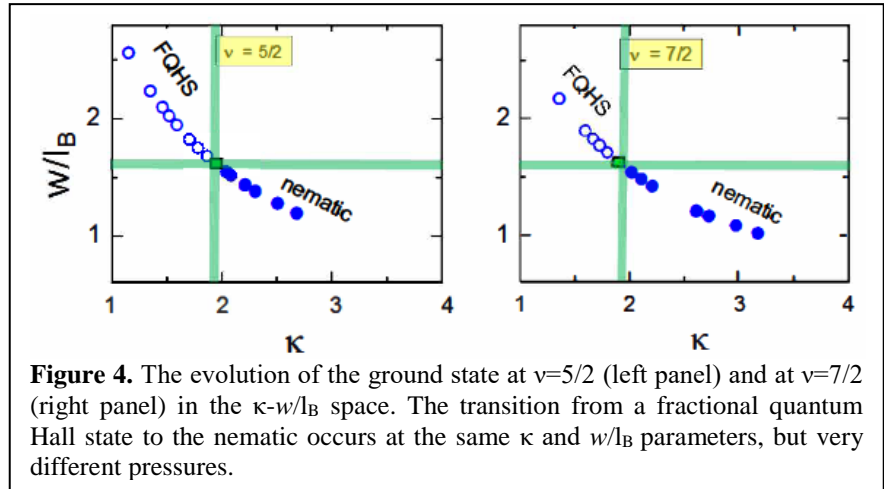 ν = 5/2
FQHS
nematic
w/lB
2
1
1 2 3 4
κ
ν = 7/2
FQHS
nematic
2
1
1 2 3 4
κ
Figure 4. The evolution of the ground state at ν=5/2 (left panel) and at ν=7/2
(right panel) in the κ-w/lB space. The transition from a fractional quantum
Hall state to the nematic occurs at the same κ and w/lB parameters, but very
different pressures.